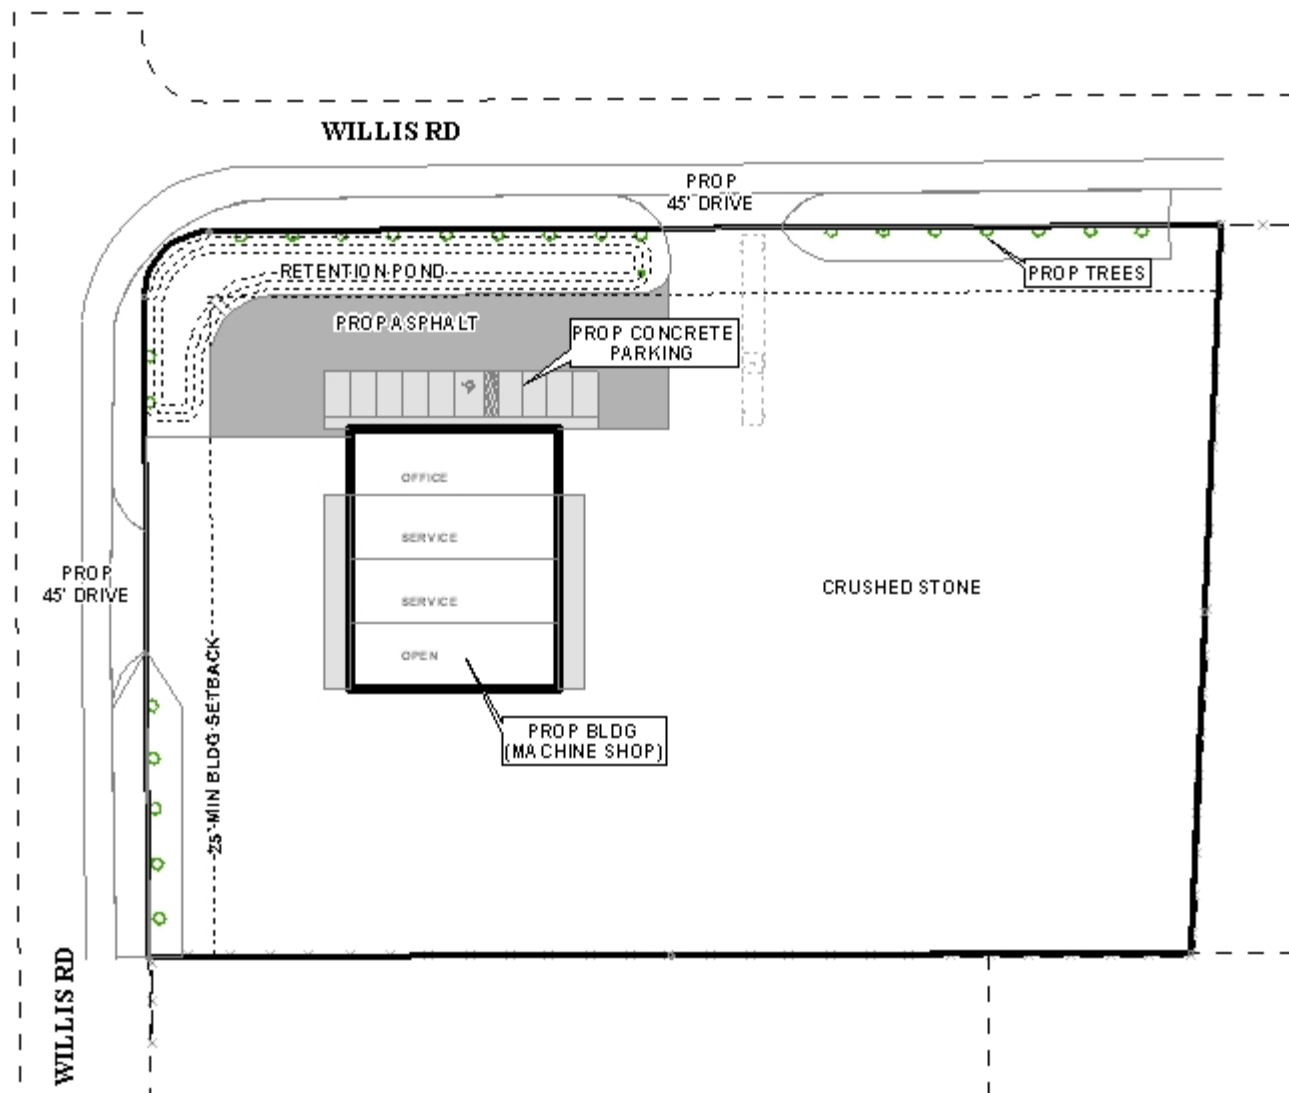 WILLIS RD
PROP
45' DRIVE
RETENTION POND
PROP TREES
PROP ASPHALT
PROP CONCRETE
PARKING
OFFICE
SERVICE
SERVICE
OPEN
CRUSHED STONE
PROP
45' DRIVE
25' MIN BLDG SETBACK
PROP BLDG
(MACHINE SHOP)
WILLIS RD